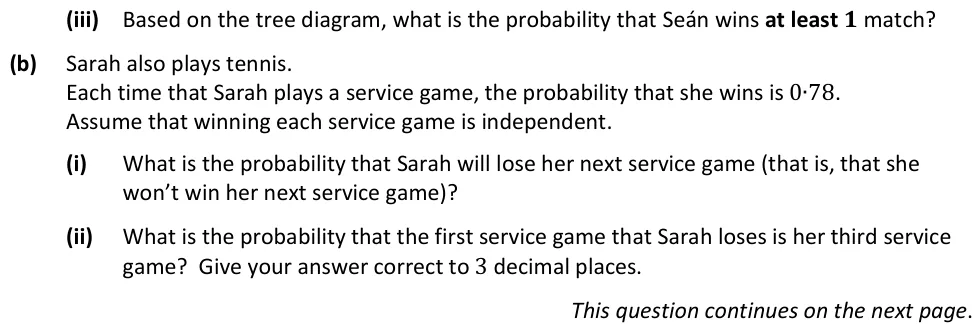 (iii) Based on the tree diagram, what is the probability that Seán wins at least 1 match?
(b) Sarah also plays tennis.
Each time that Sarah plays a service game, the probability that she wins is 0·78.
Assume that winning each service game is independent.
(i) What is the probability that Sarah will lose her next service game (that is, that she
won’t win her next service game)?
(ii) What is the probability that the first service game that Sarah loses is her third service
game? Give your answer correct to 3 decimal places.
This question continues on the next page.